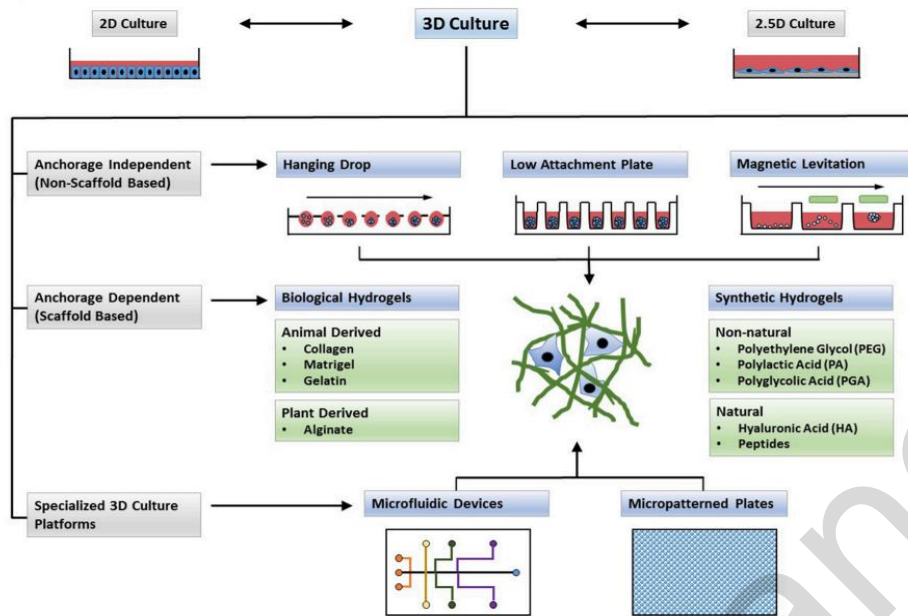 2D Culture
3D Culture
2.5D Culture
Anchorage Independent
(Non-Scaffold Based)
Hanging Drop
Low Attachment Plate
Magnetic Levitation
Anchorage Dependent
(Scaffold Based)
Biological Hydrogels
Animal Derived
• Collagen
• Matrigel
• Gelatin
Plant Derived
• Alginate
Synthetic Hydrogels
Non-natural
• Polyethylene Glycol (PEG)
• Polylactic Acid (PA)
• Polyglycolic Acid (PGA)
Natural
• Hyaluronic Acid (HA)
• Peptides
Specialized 3D Culture
Platforms
Microfluidic Devices
Micropatterned Plates